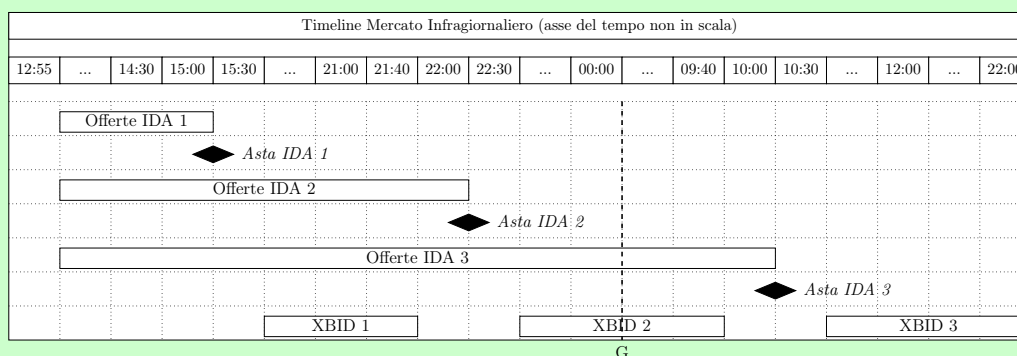 Timeline Mercato Infragiornaliero (asse del tempo non in scala)
12:55 ... 14:30 15:00 15:30 ... 21:00 21:40 22:00 22:30 ... 00:00 ... 09:40 10:00 10:30 ... 12:00 ... 22:00
Offerte IDA 1
Asta IDA 1
Offerte IDA 2
Asta IDA 2
Offerte IDA 3
Asta IDA 3
XBID 1 XBID 2 XBID 3
G